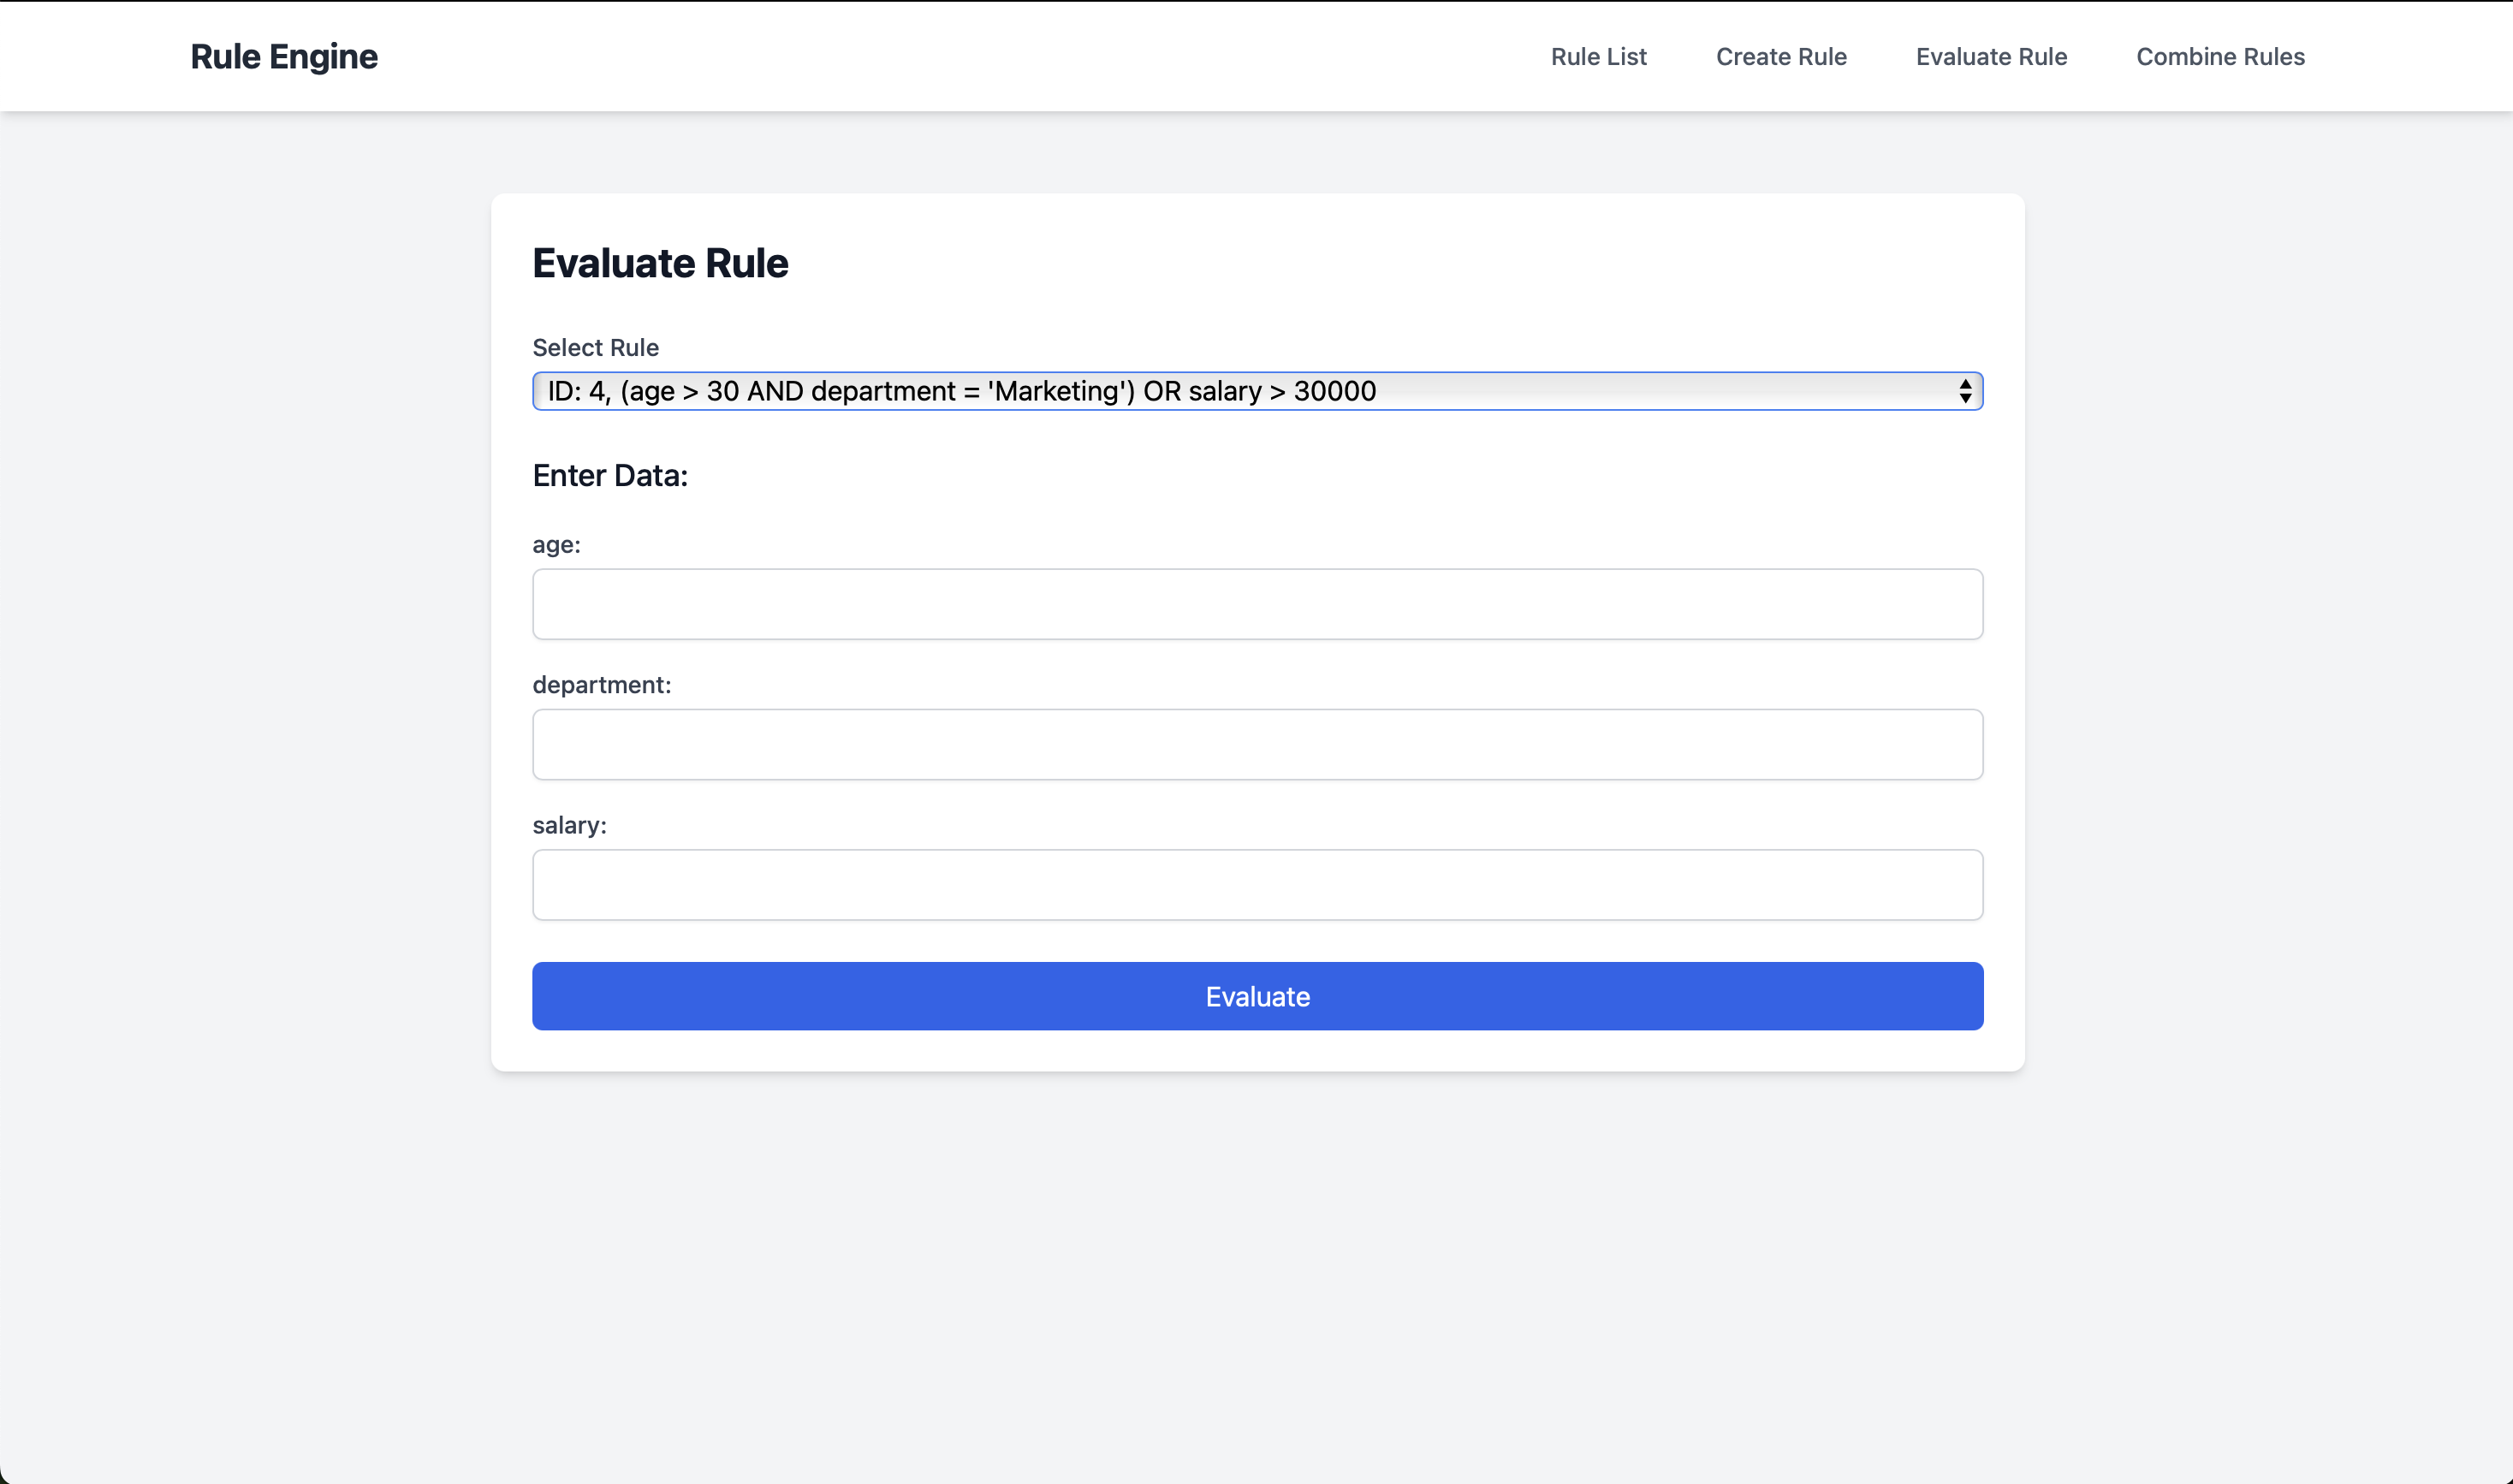 Rule Engine
Rule List
Create Rule
Evaluate Rule
Combine Rules
Evaluate Rule
Select Rule
ID: 4, (age > 30 AND department = 'Marketing') OR salary > 30000
Enter Data:
age:
department:
salary:
Evaluate